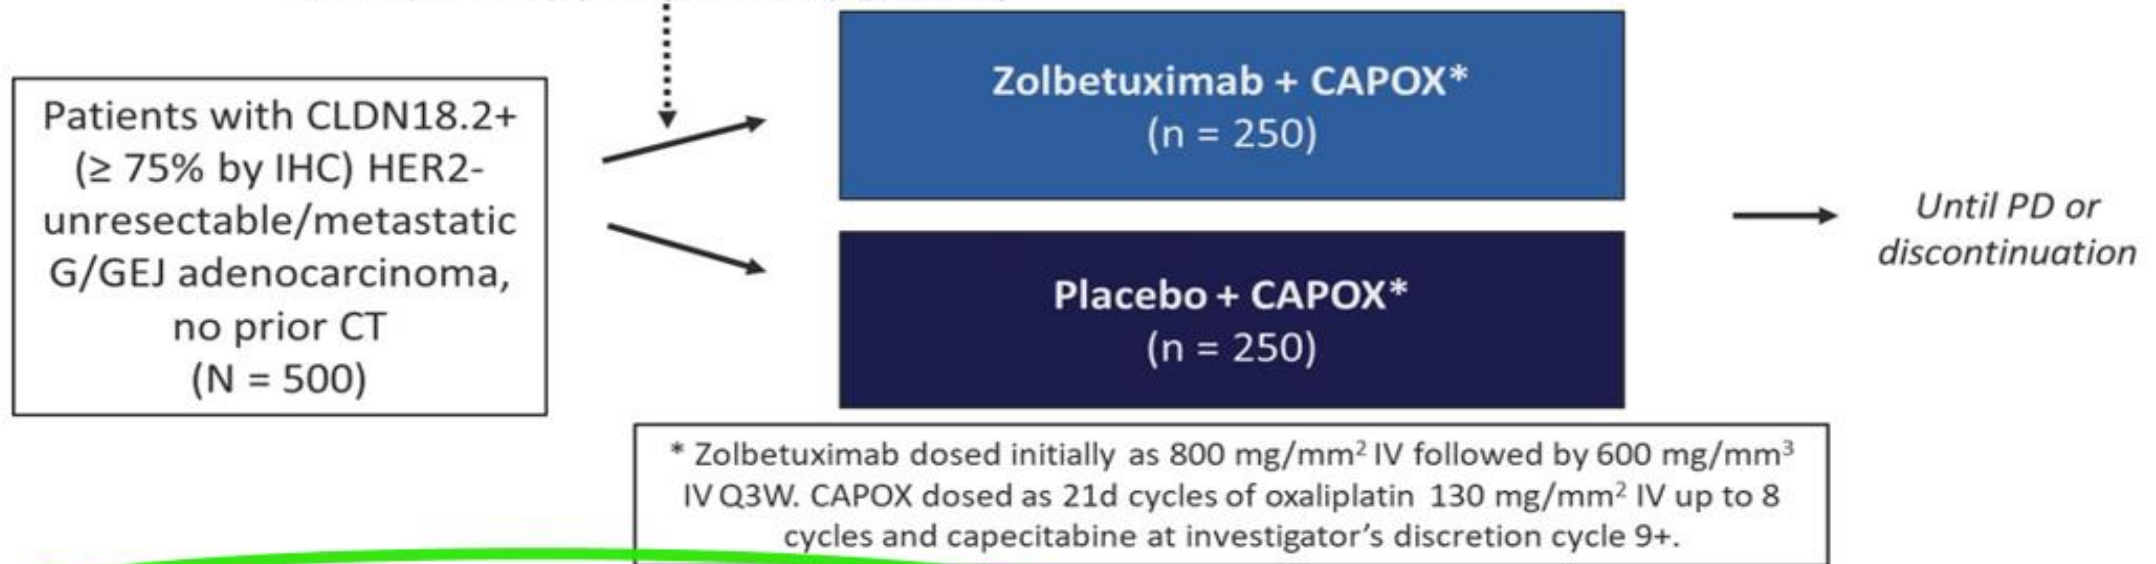 Patients with CLDN18.2+
(≥ 75% by IHC) HER2-
unresectable/metastatic
G/GEJ adenocarcinoma,
no prior CT
(N = 500)
Zolbetuximab + CAPOX*
(n = 250)
Placebo + CAPOX*
(n = 250)
Until PD or
discontinuation
* Zolbetuximab dosed initially as 800 mg/mm² IV followed by 600 mg/mm³
IV Q3W. CAPOX dosed as 21d cycles of oxaliplatin 130 mg/mm² IV up to 8
cycles and capecitabine at investigator's discretion cycle 9+.